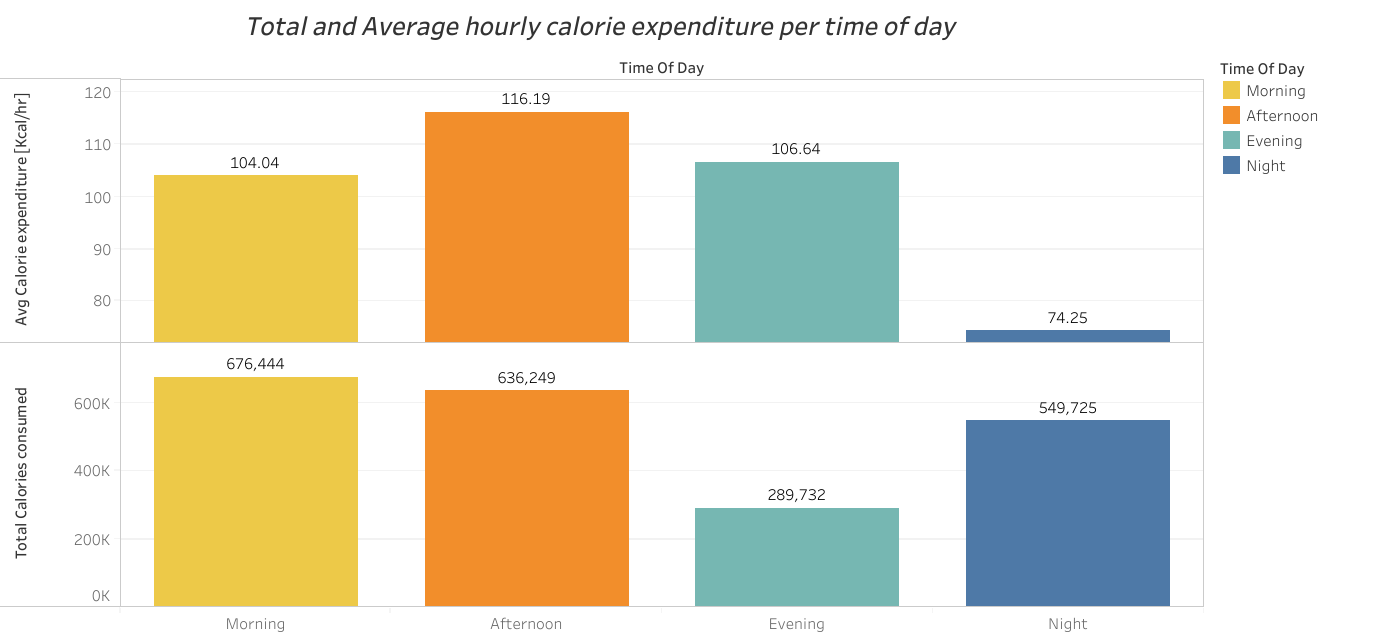 Total and Average hourly calorie expenditure per time of day
Time Of Day
Time Of Day
Morning
Afternoon
Evening
Night
Avg Calorie expenditure [Kcal/hr]
120
110
100
90
80
104.04
116.19
106.64
74.25
Total Calories consumed
600K
400K
200K
0K
676,444
636,249
289,732
549,725
Morning
Afternoon
Evening
Night